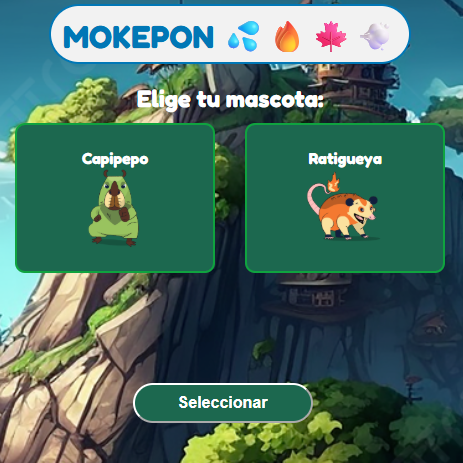 MOKEPON 💦 🔥 🍁 💨
Elige tu mascota:
Capipepo
Ratigueya
Seleccionar